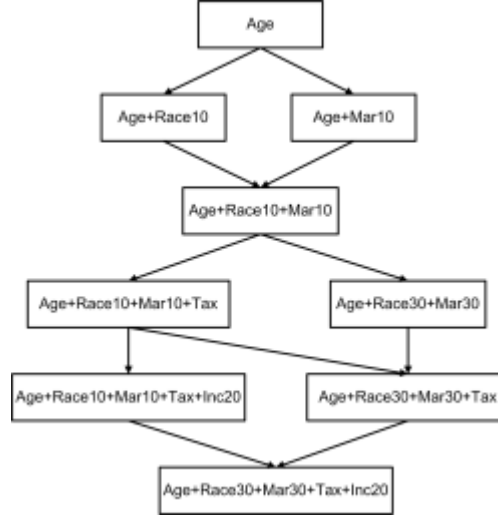 Age
Age+Race10
Age+Mar10
Age+Race10+Mar10
Age+Race10+Mar10+Tax
Age+Race30+Mar30
Age+Race10+Mar10+Tax+Inc20
Age+Race30+Mar30+Tax
Age+Race30+Mar30+Tax+Inc20